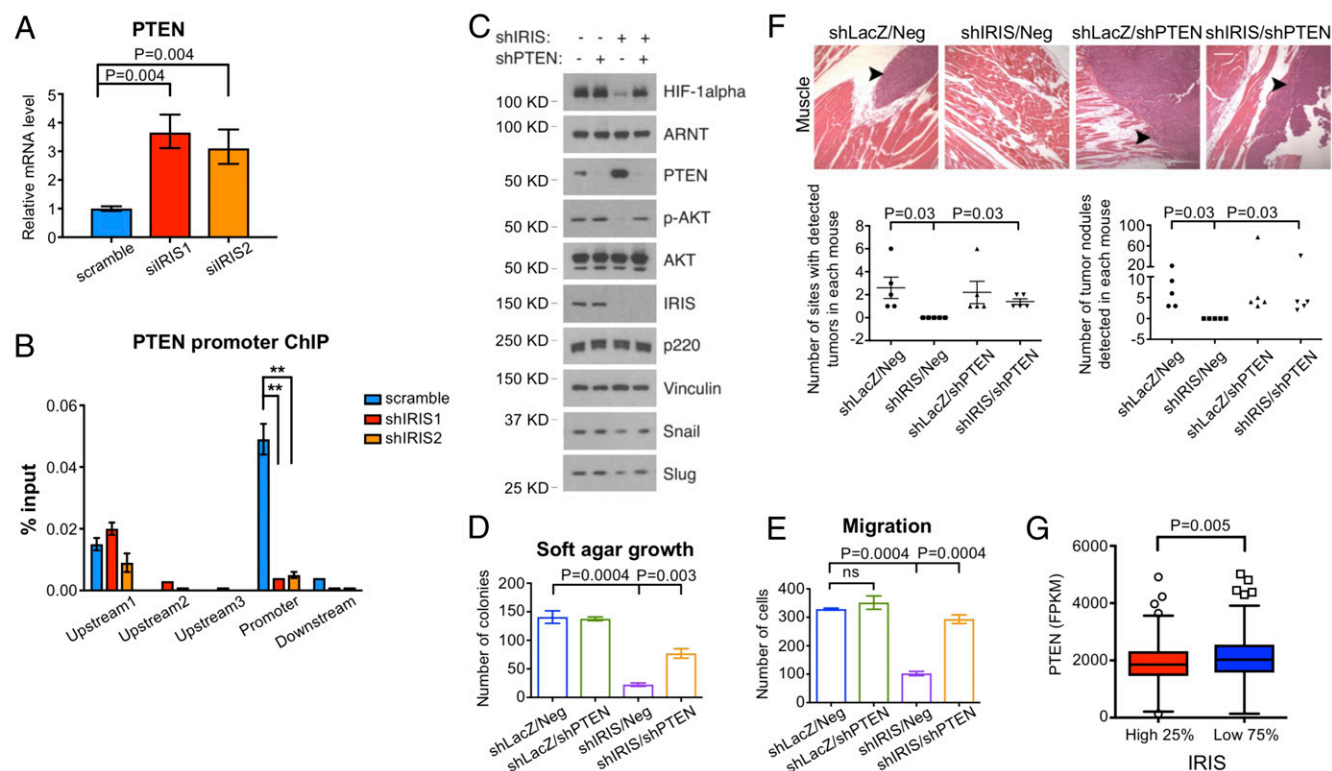 A
PTEN
P=0.004
P=0.004
Relative mRNA level
5
4
3
2
1
0
scramble
siIRIS1
siIRIS2
B
PTEN promoter ChIP
**
**
scramble
shIRIS1
shIRIS2
% input
0.06
0.04
0.02
0.00
Upstream1
Upstream2
Upstream3
Promoter
Downstream
C
shIRIS: - - + +
shPTEN: - + - +
100 KD HIF-1alpha
100 KD ARNT
50 KD PTEN
50 KD p-AKT
50 KD AKT
150 KD IRIS
250 KD p220
150 KD Vinculin
37 KD Snail
25 KD Slug
D
Soft agar growth
P=0.0004 P=0.003
Number of colonies
200
150
100
50
0
shLacZ/Neg
shLacZ/shPTEN
shIRIS/Neg
shIRIS/shPTEN
E
Migration
P=0.0004 P=0.0004
ns
Number of cells
400
300
200
100
0
shLacZ/Neg
shLacZ/shPTEN
shIRIS/Neg
shIRIS/shPTEN
F
shLacZ/Neg shIRIS/Neg shLacZ/shPTEN shIRIS/shPTEN
Muscle
P=0.03 P=0.03
Number of sites with detected
tumors in each mouse
8
6
4
2
0
-2
shLacZ/Neg
shIRIS/Neg
shLacZ/shPTEN
shIRIS/shPTEN
P=0.03 P=0.03
Number of tumor nodules
detected in each mouse
100
80
60
40
20
10
5
0
-5
shLacZ/Neg
shIRIS/Neg
shLacZ/shPTEN
shIRIS/shPTEN
G
P=0.005
PTEN (FPKM)
6000
4000
2000
0
High 25% Low 75%
IRIS